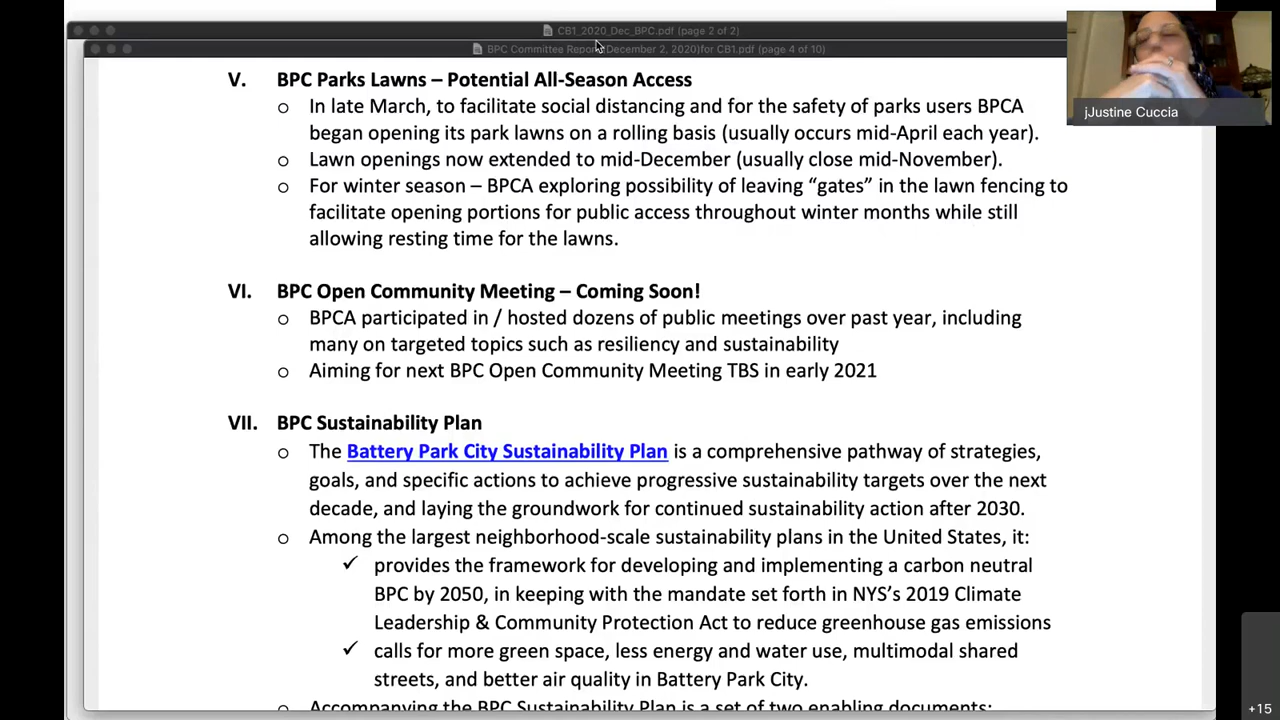 CB1_2020_Dec_BPC.pdf (page 2 of 2)
BPC Committee Repor (December 2, 2020)for CB1.pdf (page 4 of 10)
jJustine Cuccia
V. BPC Parks Lawns – Potential All-Season Access
o In late March, to facilitate social distancing and for the safety of parks users BPCA
began opening its park lawns on a rolling basis (usually occurs mid-April each year).
o Lawn openings now extended to mid-December (usually close mid-November).
o For winter season – BPCA exploring possibility of leaving “gates” in the lawn fencing to
facilitate opening portions for public access throughout winter months while still
allowing resting time for the lawns.
VI. BPC Open Community Meeting – Coming Soon!
o BPCA participated in / hosted dozens of public meetings over past year, including
many on targeted topics such as resiliency and sustainability
o Aiming for next BPC Open Community Meeting TBS in early 2021
VII. BPC Sustainability Plan
o The Battery Park City Sustainability Plan is a comprehensive pathway of strategies,
goals, and specific actions to achieve progressive sustainability targets over the next
decade, and laying the groundwork for continued sustainability action after 2030.
o Among the largest neighborhood-scale sustainability plans in the United States, it:
✓ provides the framework for developing and implementing a carbon neutral
BPC by 2050, in keeping with the mandate set forth in NYS’s 2019 Climate
Leadership & Community Protection Act to reduce greenhouse gas emissions
✓ calls for more green space, less energy and water use, multimodal shared
streets, and better air quality in Battery Park City.
Accompanying the BPC Sustainability Plan is a set of two enabling documents:
+15